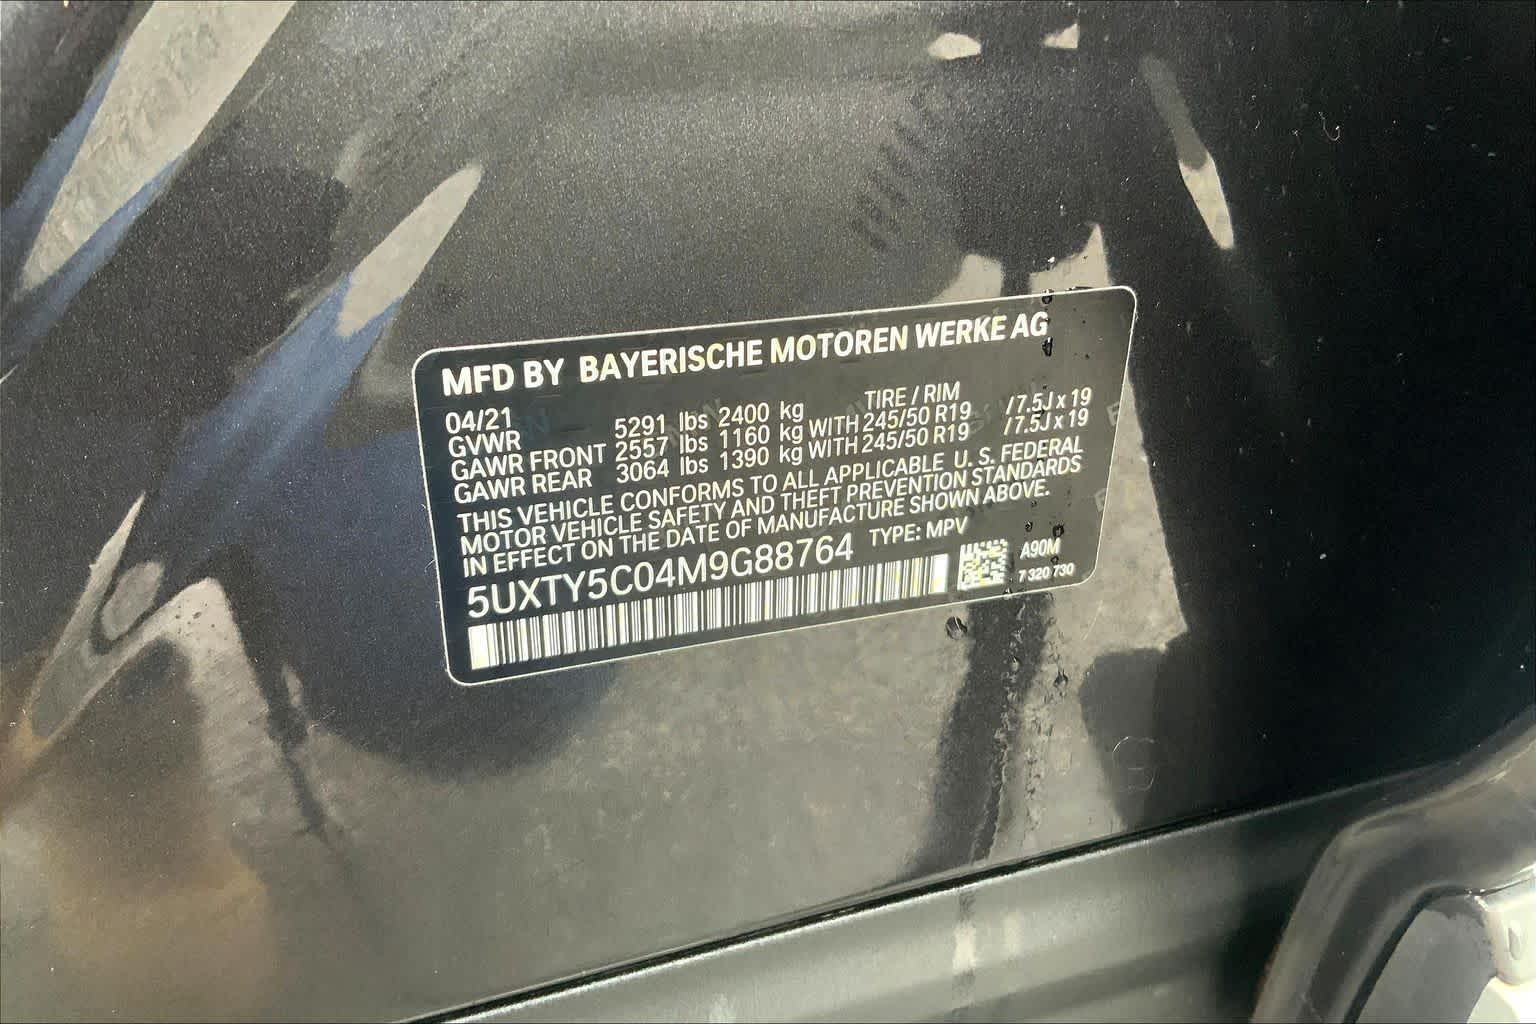 MFD BY BAYERISCHE MOTOREN WERKE AG
04/21 TIRE / RIM
GVWR 5291 lbs 2400 kg
GAWR FRONT 2557 lbs 1160 kg WITH 245/50 R19 /7.5J x 19
GAWR REAR 3064 lbs 1390 kg WITH 245/50 R19 /7.5J x 19
THIS VEHICLE CONFORMS TO ALL APPLICABLE U. S. FEDERAL
MOTOR VEHICLE SAFETY AND THEFT PREVENTION STANDARDS
IN EFFECT ON THE DATE OF MANUFACTURE SHOWN ABOVE.
5UXTY5C04M9G88764 TYPE: MPV
A90M
7 320 730